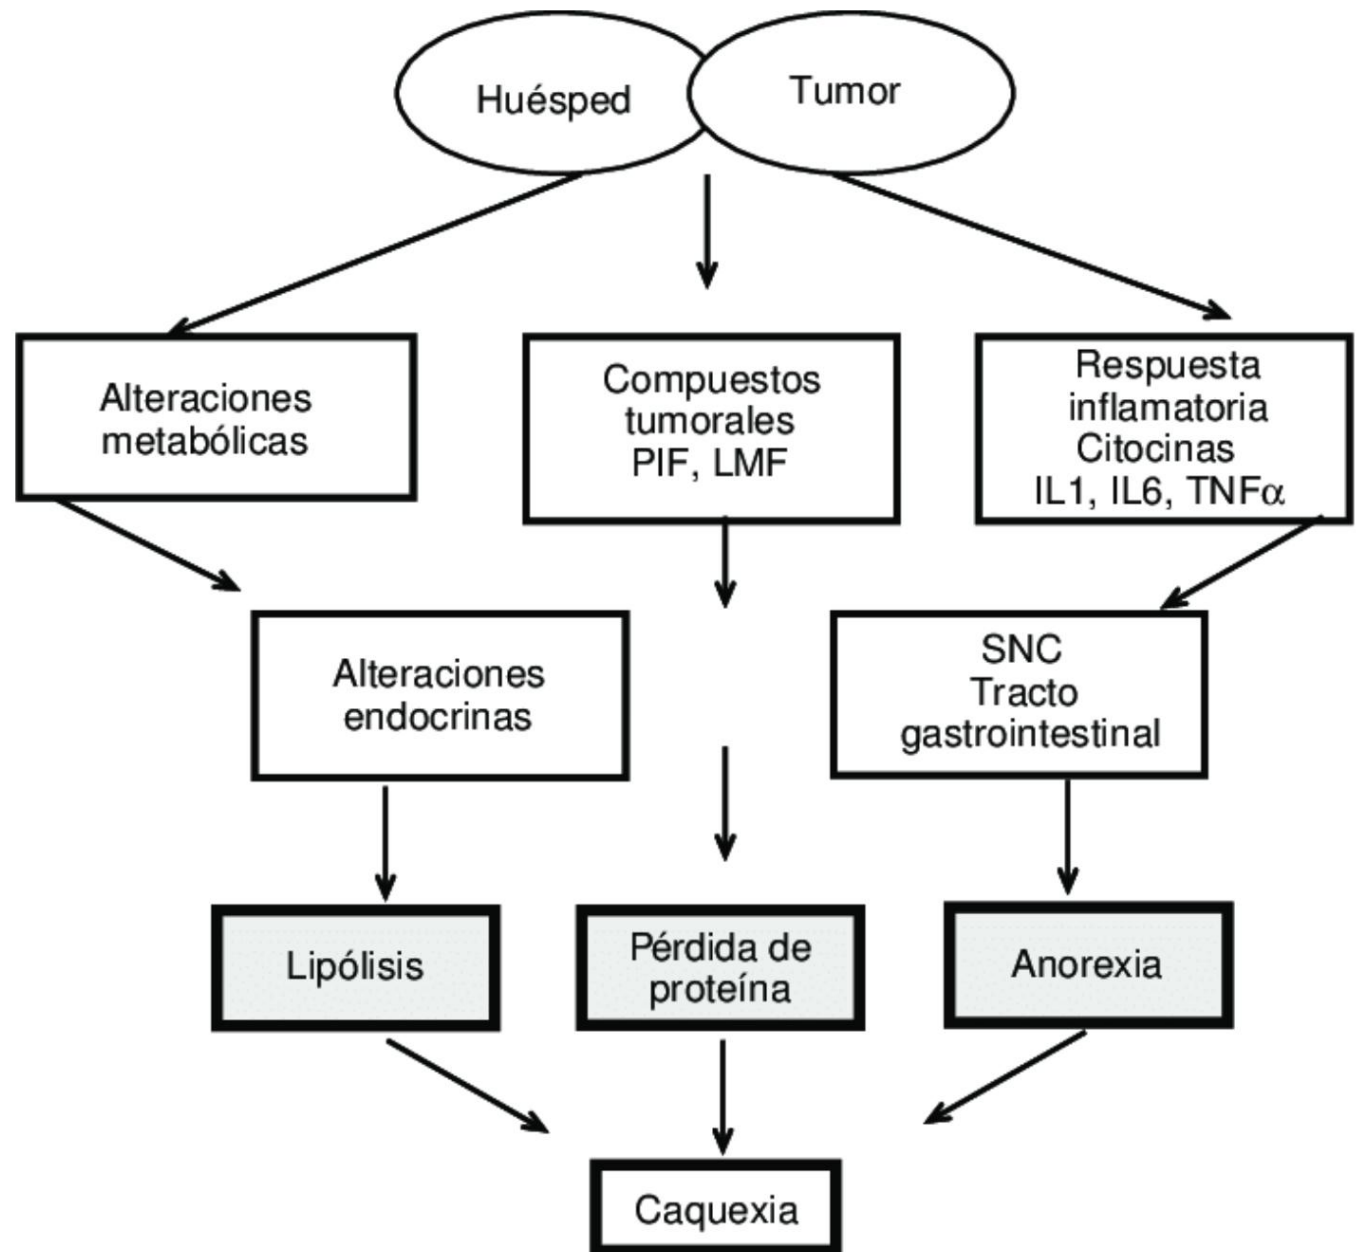 Huésped
Tumor
Alteraciones
metabólicas
Compuestos
tumorales
PIF, LMF
Respuesta
inflamatoria
Citocinas
IL1, IL6, TNFα
Alteraciones
endocrinas
SNC
Tracto
gastrointestinal
Lipólisis
Pérdida de
proteína
Anorexia
Caquexia